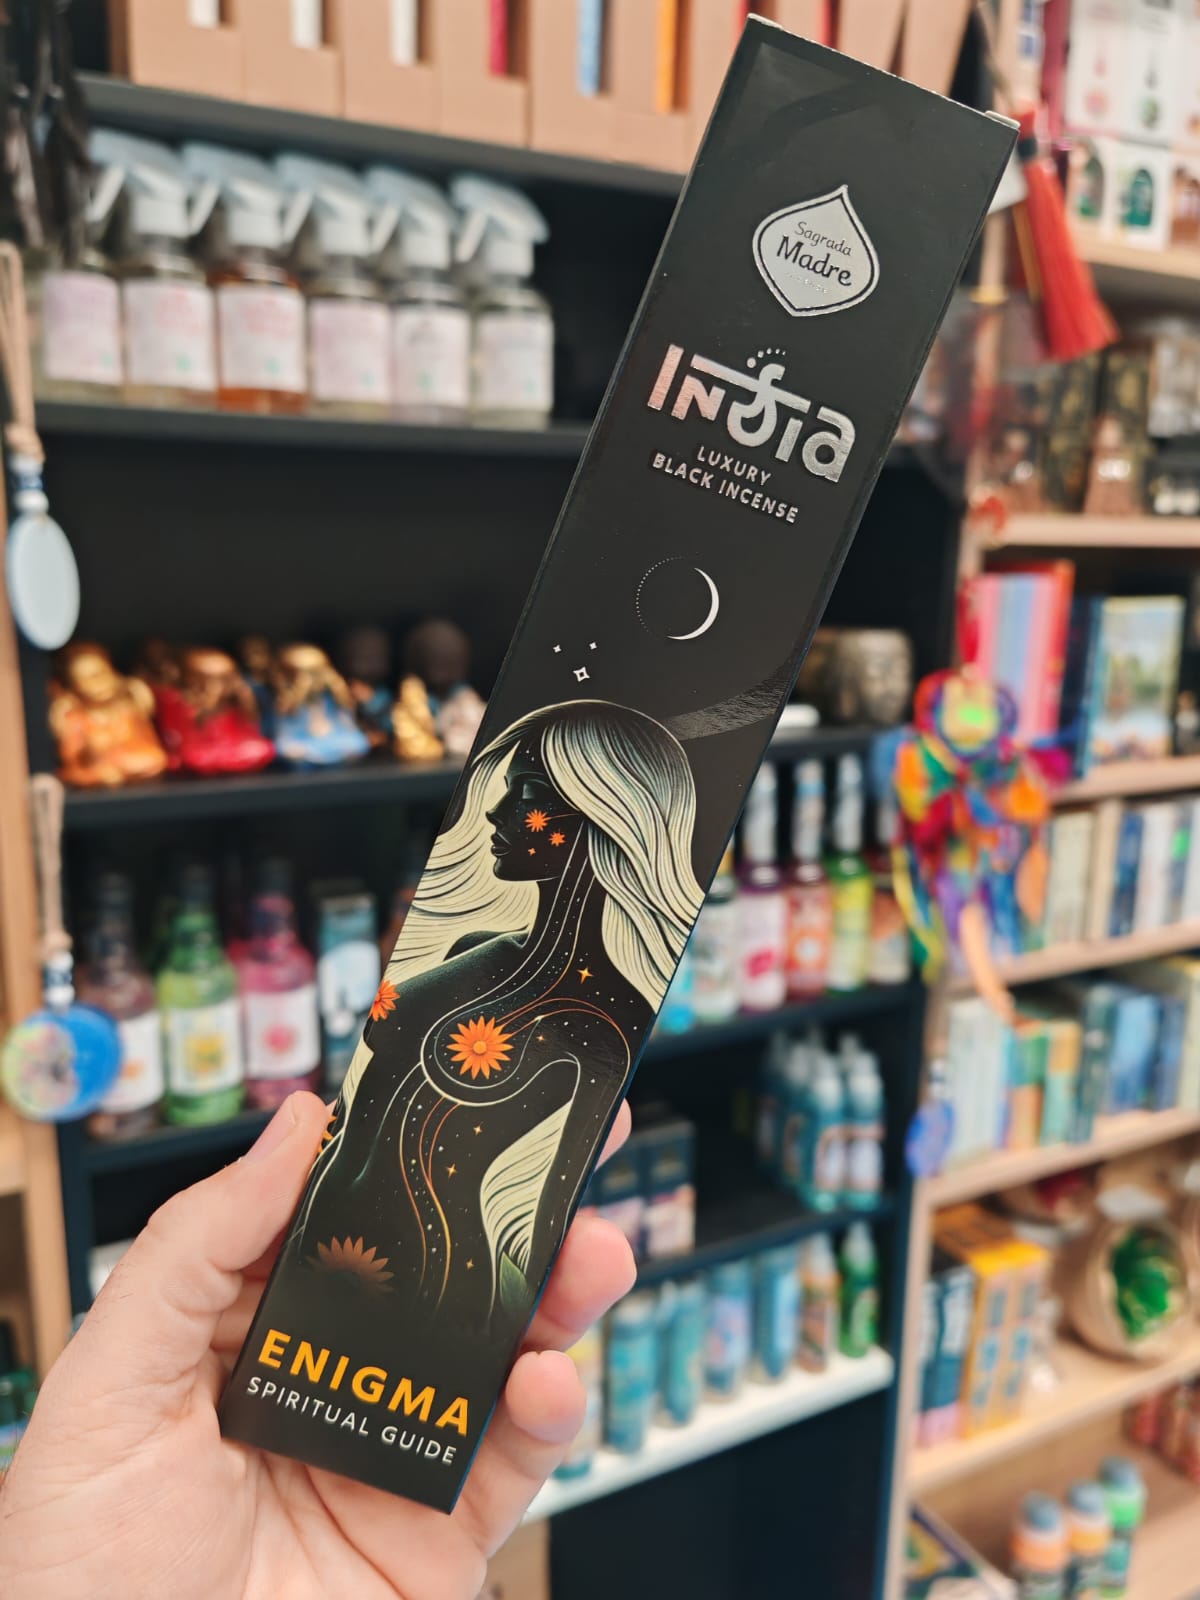 Sagrada
Madre
India
LUXURY
BLACK INCENSE
ENIGMA
SPIRITUAL GUIDE